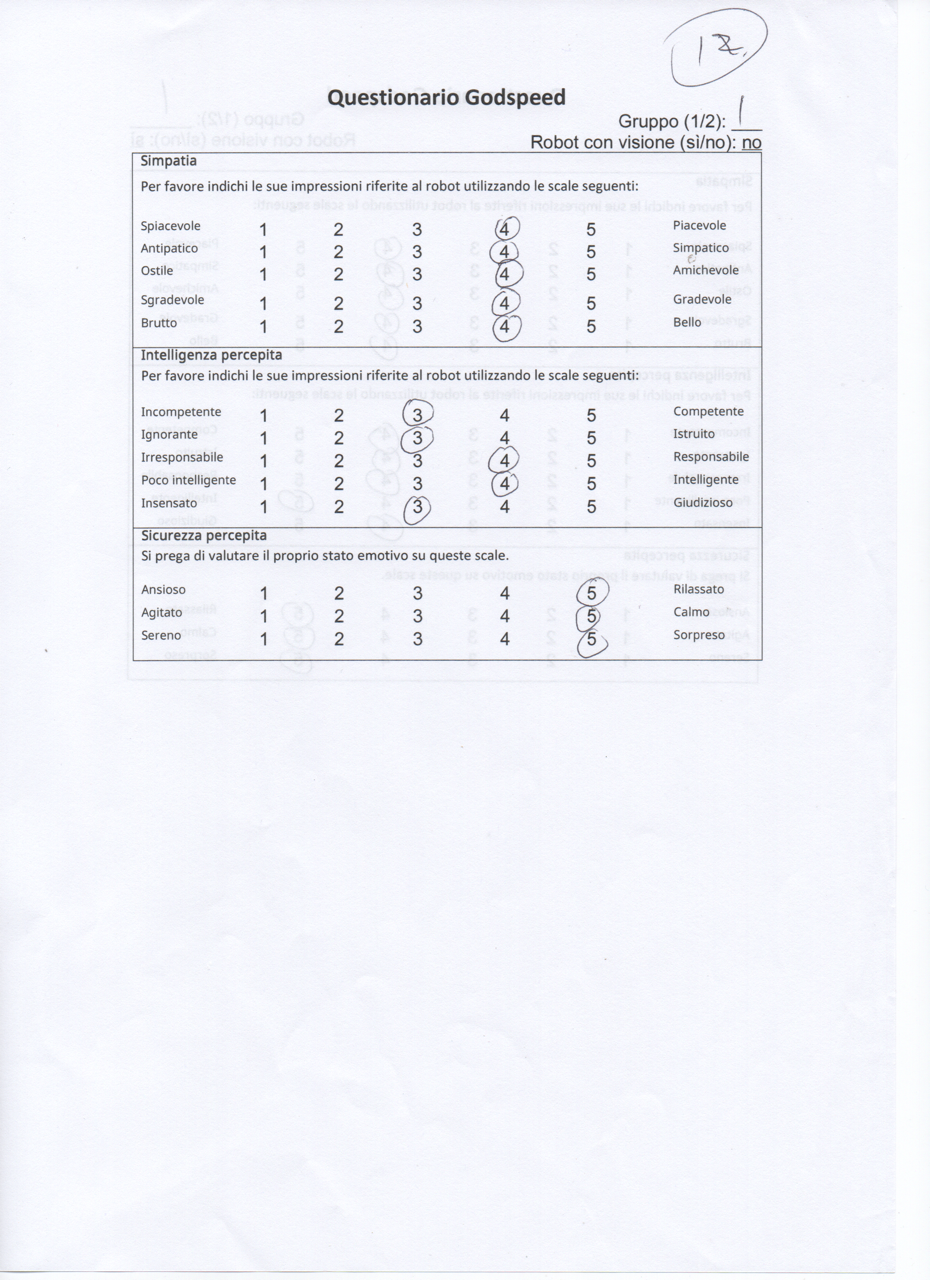 12.
Questionario Godspeed
Gruppo (1/2): 1
Robot con visione (sì/no): no
Simpatia
Per favore indichi le sue impressioni riferite al robot utilizzando le scale seguenti:
Spiacevole 1 2 3 4 5 Piacevole
Antipatico 1 2 3 4 5 Simpatico
Ostile 1 2 3 4 5 Amichevole
Sgradevole 1 2 3 4 5 Gradevole
Brutto 1 2 3 4 5 Bello
Intelligenza percepita
Per favore indichi le sue impressioni riferite al robot utilizzando le scale seguenti:
Incompetente 1 2 3 4 5 Competente
Ignorante 1 2 3 4 5 Istruito
Irresponsabile 1 2 3 4 5 Responsabile
Poco intelligente 1 2 3 4 5 Intelligente
Insensato 1 2 3 4 5 Giudizioso
Sicurezza percepita
Si prega di valutare il proprio stato emotivo su queste scale.
Ansioso 1 2 3 4 5 Rilassato
Agitato 1 2 3 4 5 Calmo
Sereno 1 2 3 4 5 Sorpreso